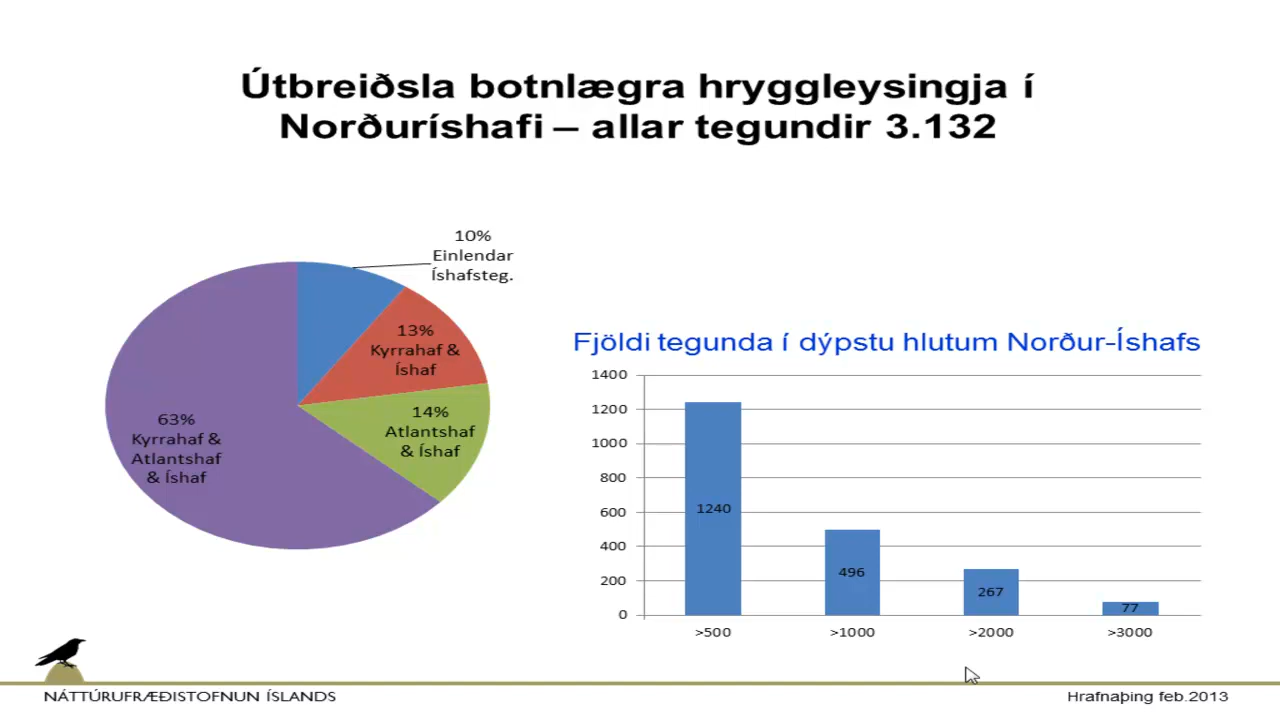 Útbreiðsla botnlægra hryggleysingja í
Norðuríshafi – allar tegundir 3.132
10%
Einlendar
Íshafsteg.
13%
Kyrrahaf &
Íshaf
14%
Atlantshaf
& Íshaf
63%
Kyrrahaf &
Atlantshaf
& Íshaf
Fjöldi tegunda í dýpstu hlutum Norður-Íshafs
1400
1200
1000
800
600
400
200
0
1240
496
267
77
>500
>1000
>2000
>3000
NÁTTÚRUFRÆÐISTOFNUN ÍSLANDS
Hrafnaþing feb.2013